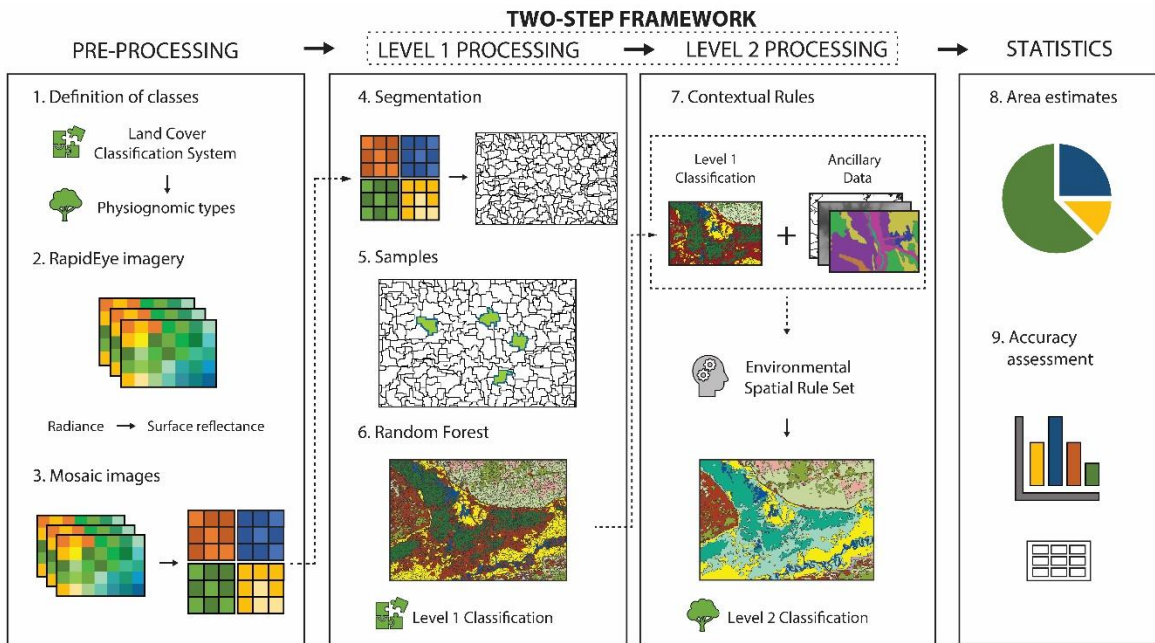 TWO-STEP FRAMEWORK
PRE-PROCESSING
LEVEL 1 PROCESSING
LEVEL 2 PROCESSING
STATISTICS
1. Definition of classes
Land Cover
Classification System
Physiognomic types
2. RapidEye imagery
Radiance
Surface reflectance
3. Mosaic images
4. Segmentation
5. Samples
6. Random Forest
Level 1 Classification
7. Contextual Rules
Level 1
Classification
Ancillary
Data
+
Environmental
Spatial Rule Set
Level 2 Classification
8. Area estimates
9. Accuracy
assessment